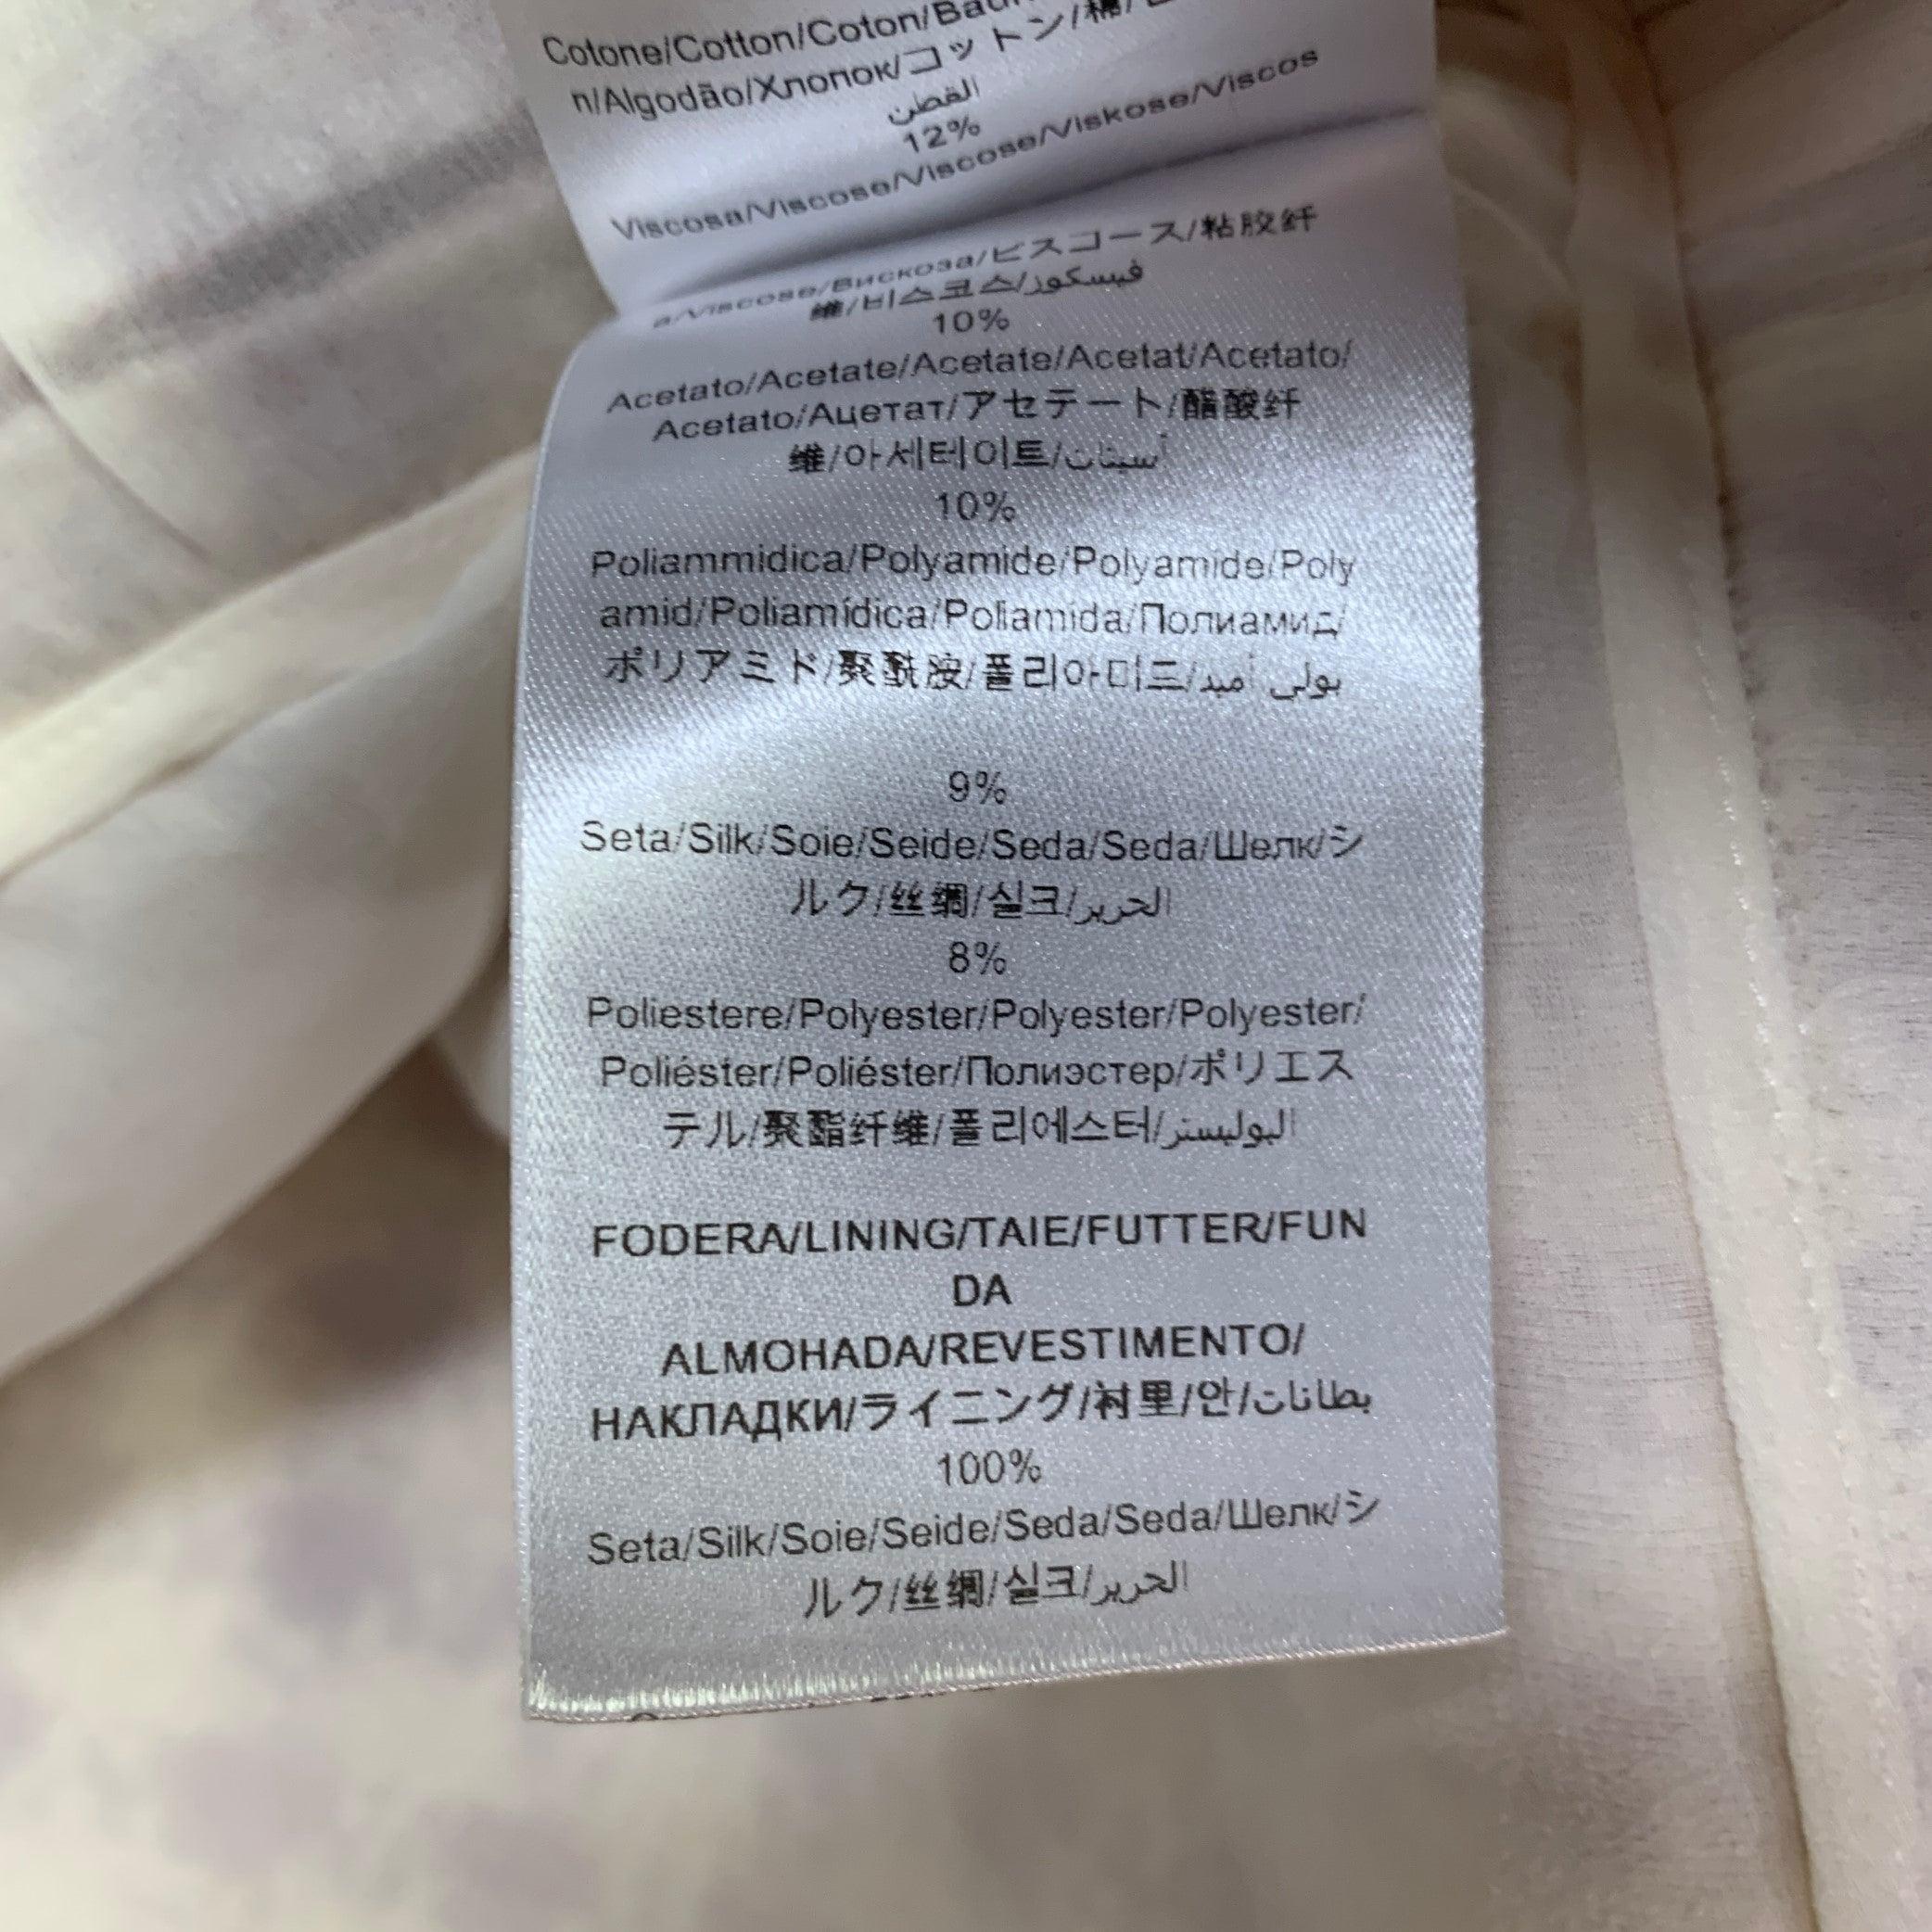 Cotone/Cotton/Coton/
n/Algodão/Хлопок/コットン/棉/
القطن
12%
Viscosa/Viscose/Viscose/Viskose/Viscos
a/Viscose/Вискоза/ビスコース/粘胶纤
维/비스코스/فيسكوز
10%
Acetato/Acetate/Acetate/Acetat/Acetato/
Acetato/Ацетат/アセテート/醋酸纤
维/아세테이트/أسيتات
10%
Poliammidica/Polyamide/Polyamide/Poly
amid/Poliamídica/Poliamida/Полиамид/
ポリアミド/聚酰胺/폴리아미드/بولي أميد
9%
Seta/Silk/Soie/Seide/Seda/Seda/Шелк/シ
ルク/丝绸/실크/الحرير
8%
Poliestere/Polyester/Polyester/Polyester/
Poliéster/Poliéster/Полиэстер/ポリエス
テル/聚酯纤维/폴리에스터/البوليستر
FODERA/LINING/TAIE/FUTTER/FUN
DA
ALMOHADA/REVESTIMENTO/
НАКЛАДКИ/ライニング/衬里/안/بطانات
100%
Seta/Silk/Soie/Seide/Seda/Seda/Шелк/シ
ルク/丝绸/실크/الحرير